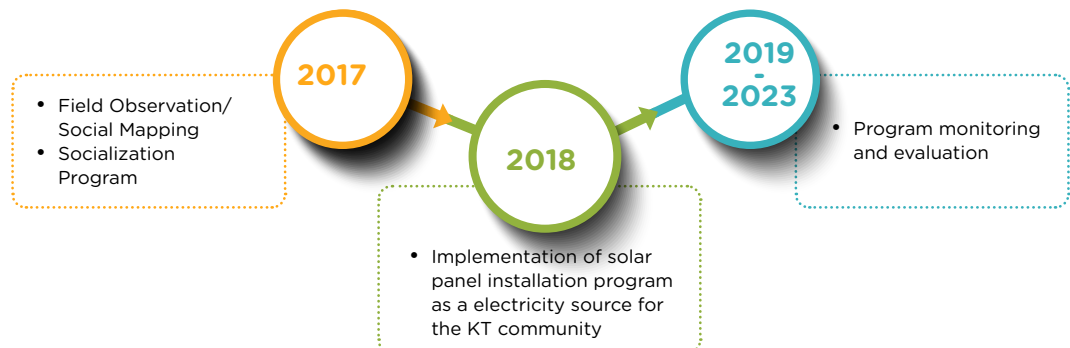 2017
• Field Observation/
Social Mapping
• Socialization
Program
2018
• Implementation of solar
panel installation program
as a electricity source for
the KT community
2019
-
2023
• Program monitoring
and evaluation